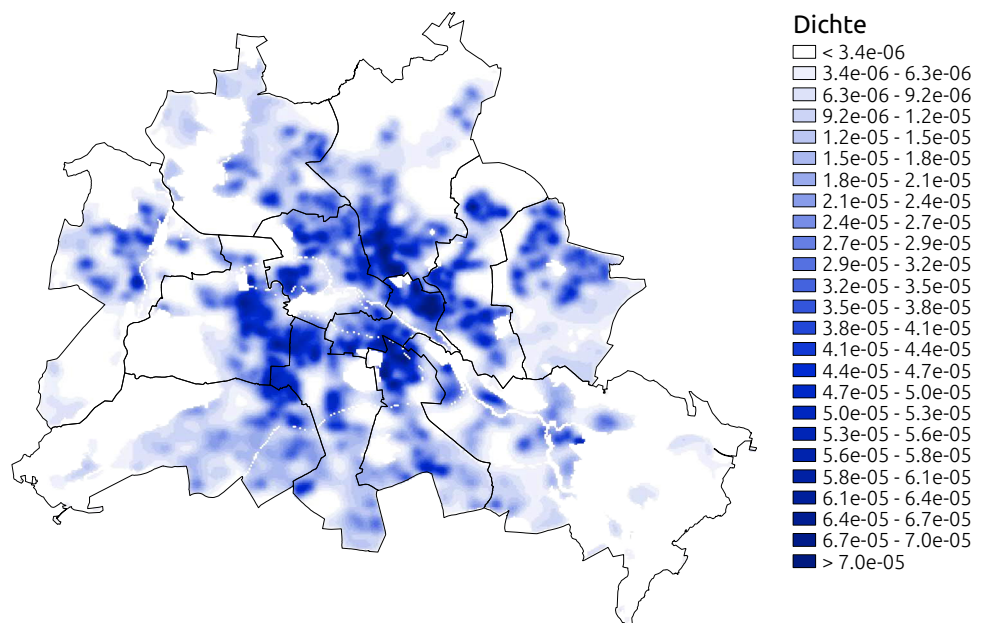 Dichte
< 3.4e-06
3.4e-06 - 6.3e-06
6.3e-06 - 9.2e-06
9.2e-06 - 1.2e-05
1.2e-05 - 1.5e-05
1.5e-05 - 1.8e-05
1.8e-05 - 2.1e-05
2.1e-05 - 2.4e-05
2.4e-05 - 2.7e-05
2.7e-05 - 2.9e-05
2.9e-05 - 3.2e-05
3.2e-05 - 3.5e-05
3.5e-05 - 3.8e-05
3.8e-05 - 4.1e-05
4.1e-05 - 4.4e-05
4.4e-05 - 4.7e-05
4.7e-05 - 5.0e-05
5.0e-05 - 5.3e-05
5.3e-05 - 5.6e-05
5.6e-05 - 5.8e-05
5.8e-05 - 6.1e-05
6.1e-05 - 6.4e-05
6.4e-05 - 6.7e-05
6.7e-05 - 7.0e-05
> 7.0e-05